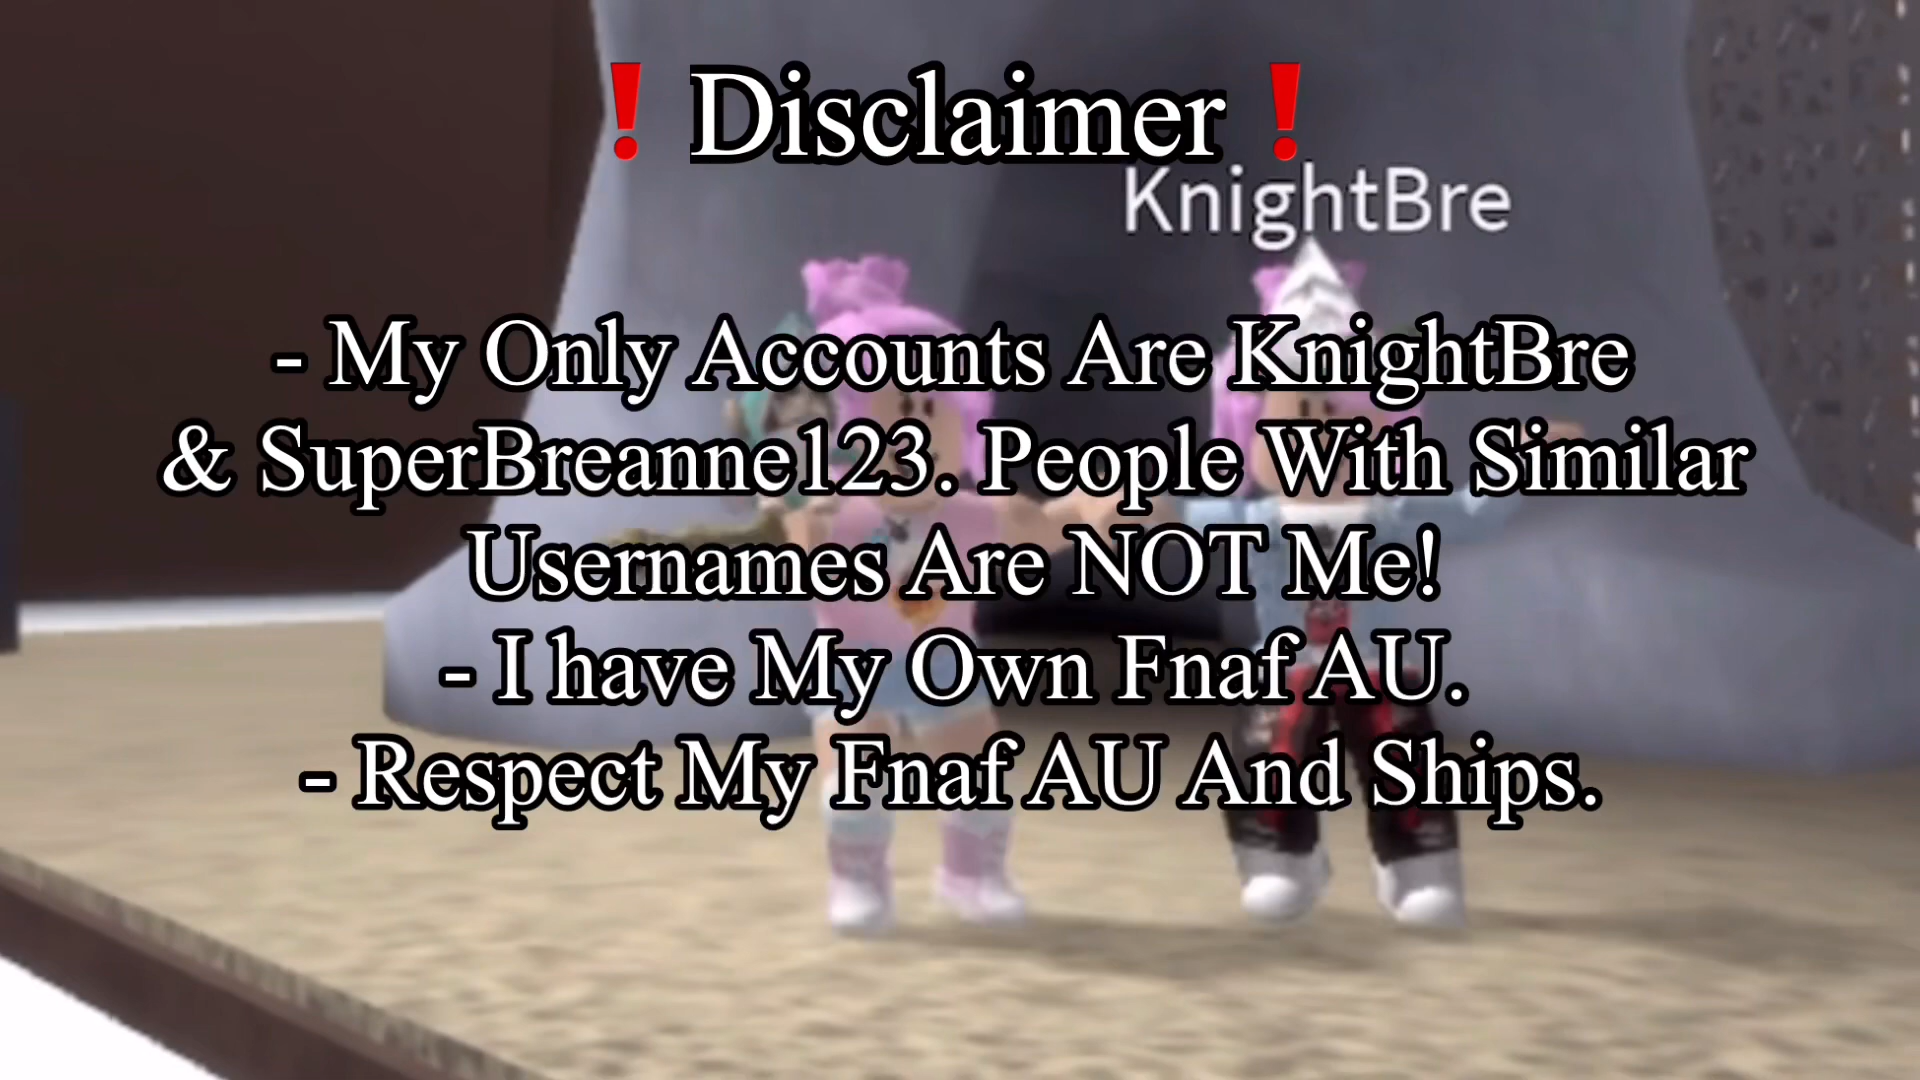 ❗Disclaimer❗
KnightBre
- My Only Accounts Are KnightBre
& SuperBreanne123. People With Similar
Usernames Are NOT Me!
- I have My Own Fnaf AU.
- Respect My Fnaf AU And Ships.